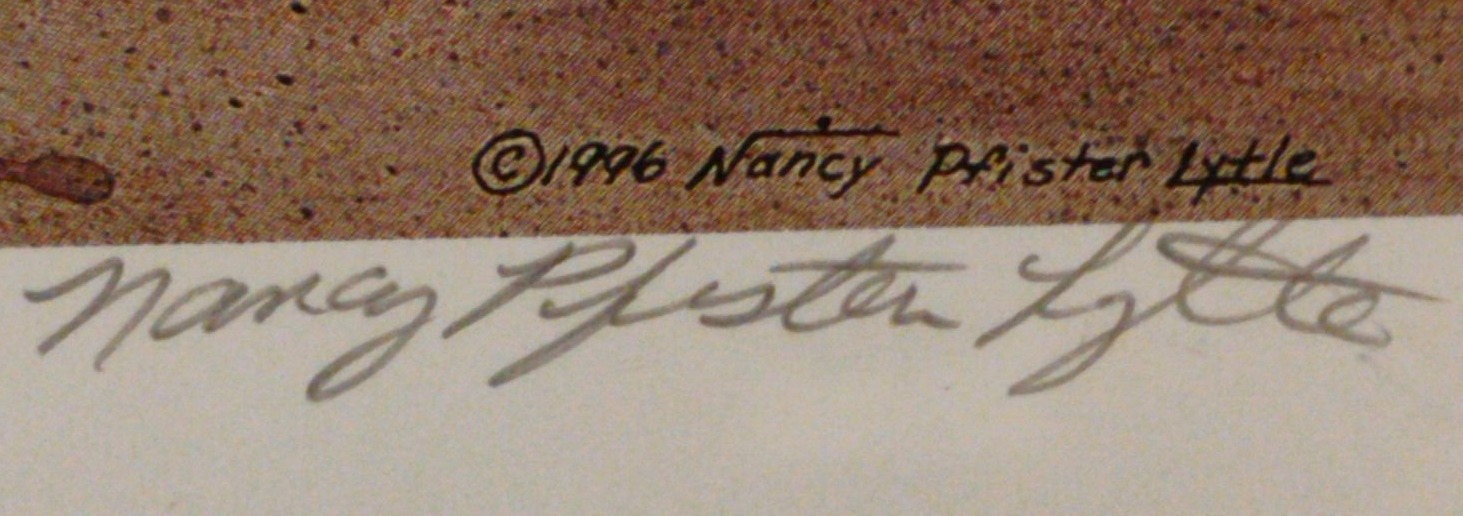 ©1996 Nancy Pfister Lytle
Nancy Pfister Lytle